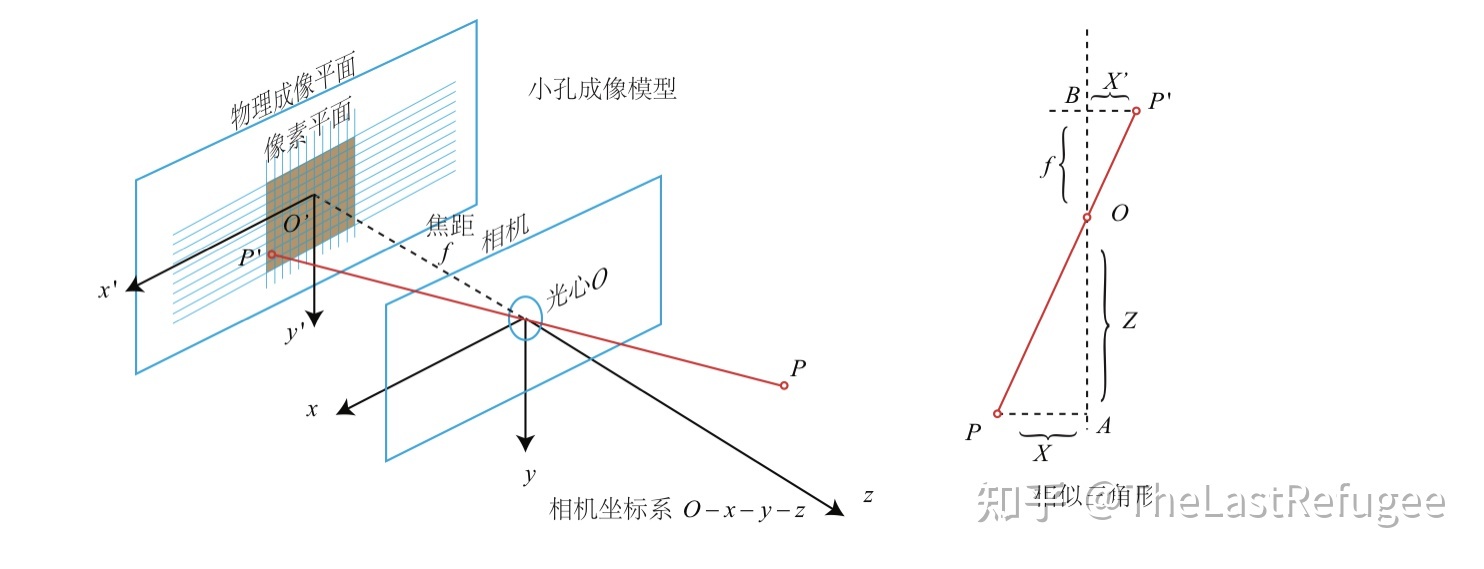 物理成像平面
像素平面
小孔成像模型
O'
P'
x'
y'
焦距
f
相机
光心O
P
x
y
z
相机坐标系 O-x-y-z
B
X'
P'
f
O
Z
P
X
A
相似三角形
知乎 @TheLastRefugee